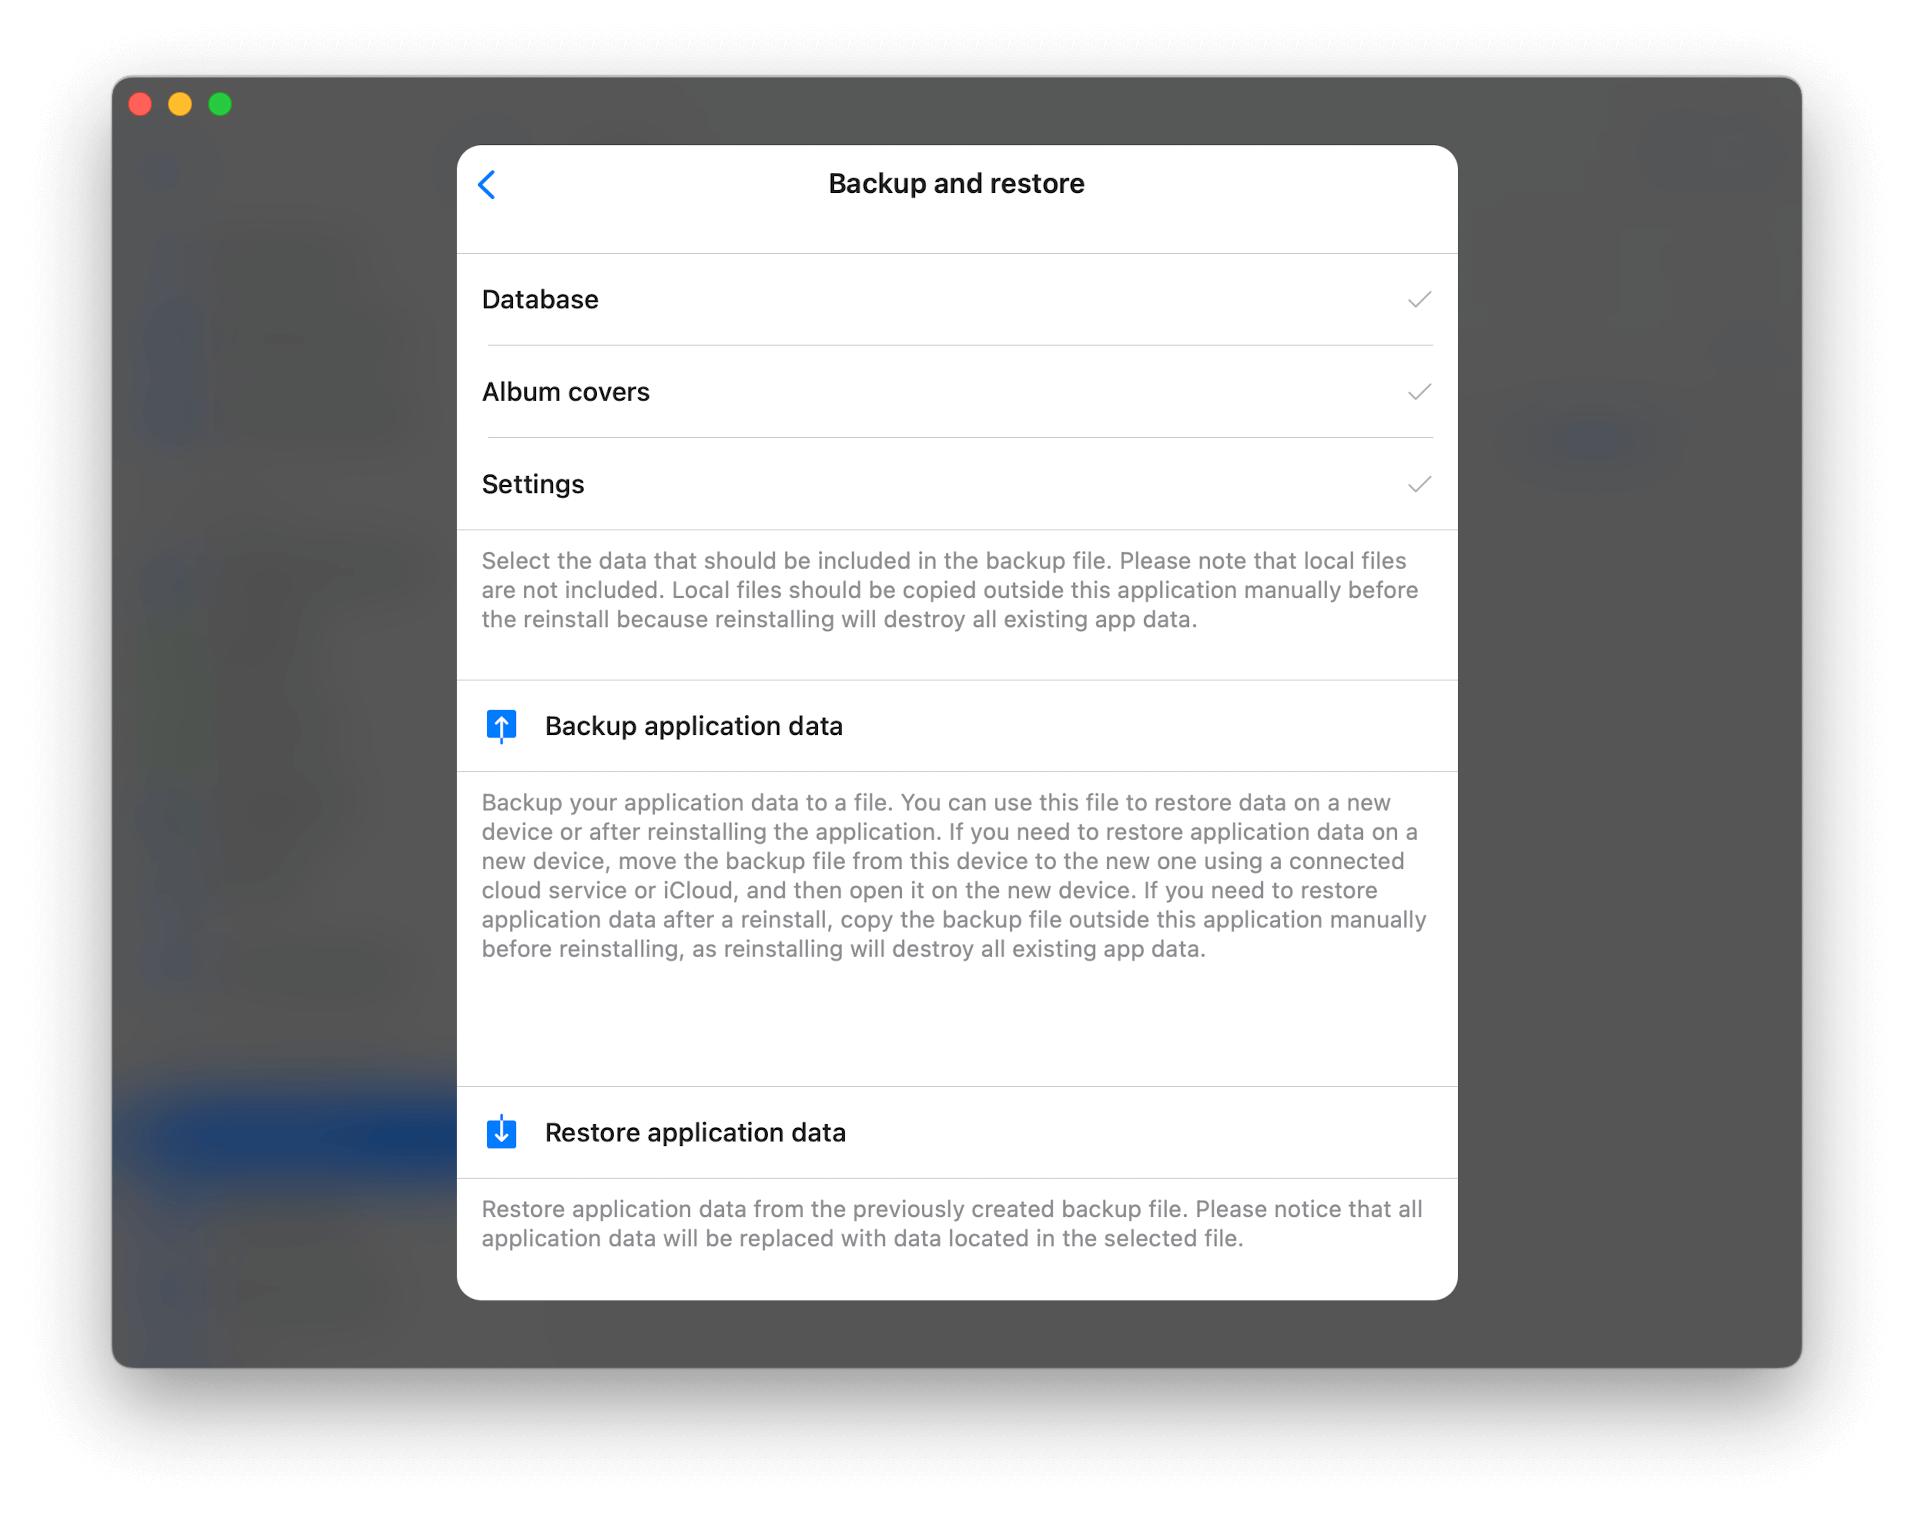 Backup and restore
Database
Album covers
Settings
Select the data that should be included in the backup file. Please note that local files
are not included. Local files should be copied outside this application manually before
the reinstall because reinstalling will destroy all existing app data.
Backup application data
Backup your application data to a file. You can use this file to restore data on a new
device or after reinstalling the application. If you need to restore application data on a
new device, move the backup file from this device to the new one using a connected
cloud service or iCloud, and then open it on the new device. If you need to restore
application data after a reinstall, copy the backup file outside this application manually
before reinstalling, as reinstalling will destroy all existing app data.
Restore application data
Restore application data from the previously created backup file. Please notice that all
application data will be replaced with data located in the selected file.